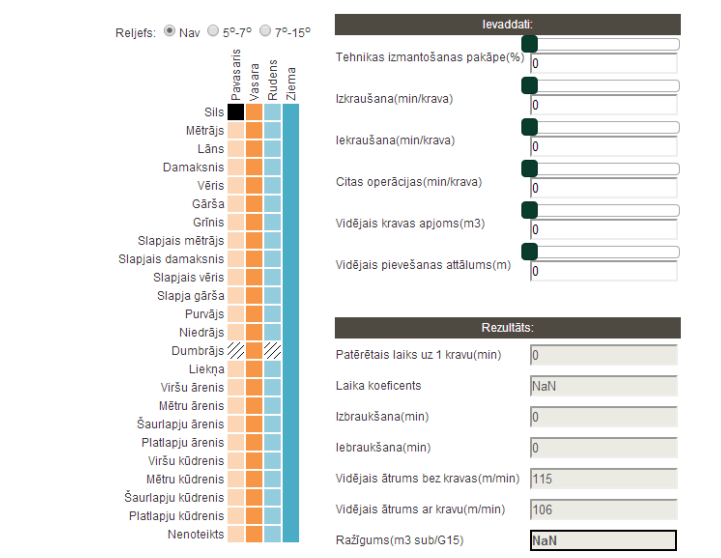 Reljefs: Nav 5º-7º 7º-15º
Pavasaris
Vasara
Rudens
Ziema
Sils
Mētrājs
Lāns
Damaksnis
Vēris
Gārša
Grīnis
Slapjais mētrājs
Slapjais damaksnis
Slapjais vēris
Slapja gārša
Purvājs
Niedrājs
Dumbrājs
Liekņa
Viršu ārenis
Mētru ārenis
Šaurlapju ārenis
Platlapju ārenis
Viršu kūdrenis
Mētru kūdrenis
Šaurlapju kūdrenis
Platlapju kūdrenis
Nenoteikts
Ievaddati:
Tehnikas izmantošanas pakāpe(%) 0
Izkraušana(min/krava) 0
Iekraušana(min/krava) 0
Citas operācijas(min/krava) 0
Vidējais kravas apjoms(m3) 0
Vidējais pievešanas attālums(m) 0
Rezultāts:
Patērētais laiks uz 1 kravu(min) 0
Laika koeficents NaN
Izbraukšana(min) 0
Iebraukšana(min) 0
Vidējais ātrums bez kravas(m/min) 115
Vidējais ātrums ar kravu(m/min) 106
Ražīgums(m3 sub/G15) NaN